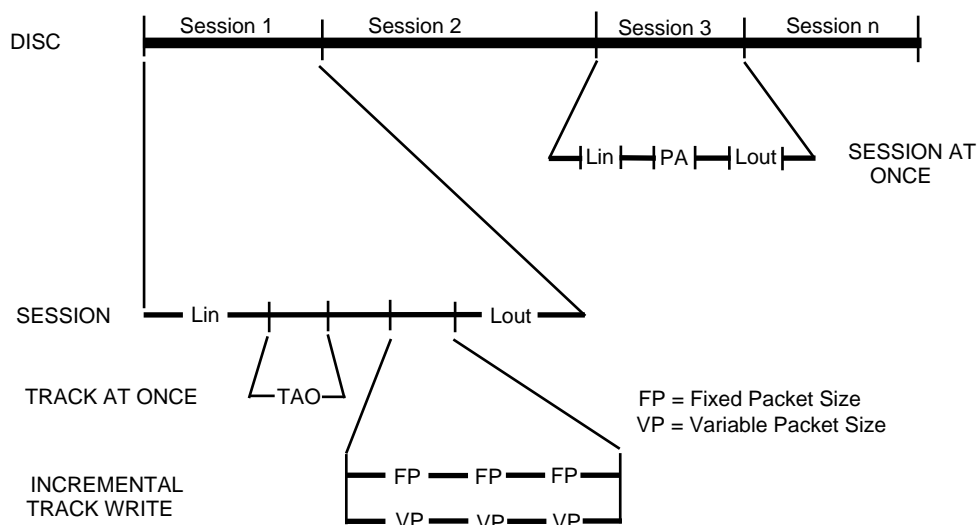 Session 1
Session 2
Session 3
Session n
DISC
Lin
PA
Lout
SESSION AT
ONCE
SESSION
Lin
Lout
TRACK AT ONCE
TAO
FP = Fixed Packet Size
VP = Variable Packet Size
INCREMENTAL
TRACK WRITE
FP
FP
FP
VP
VP
VP